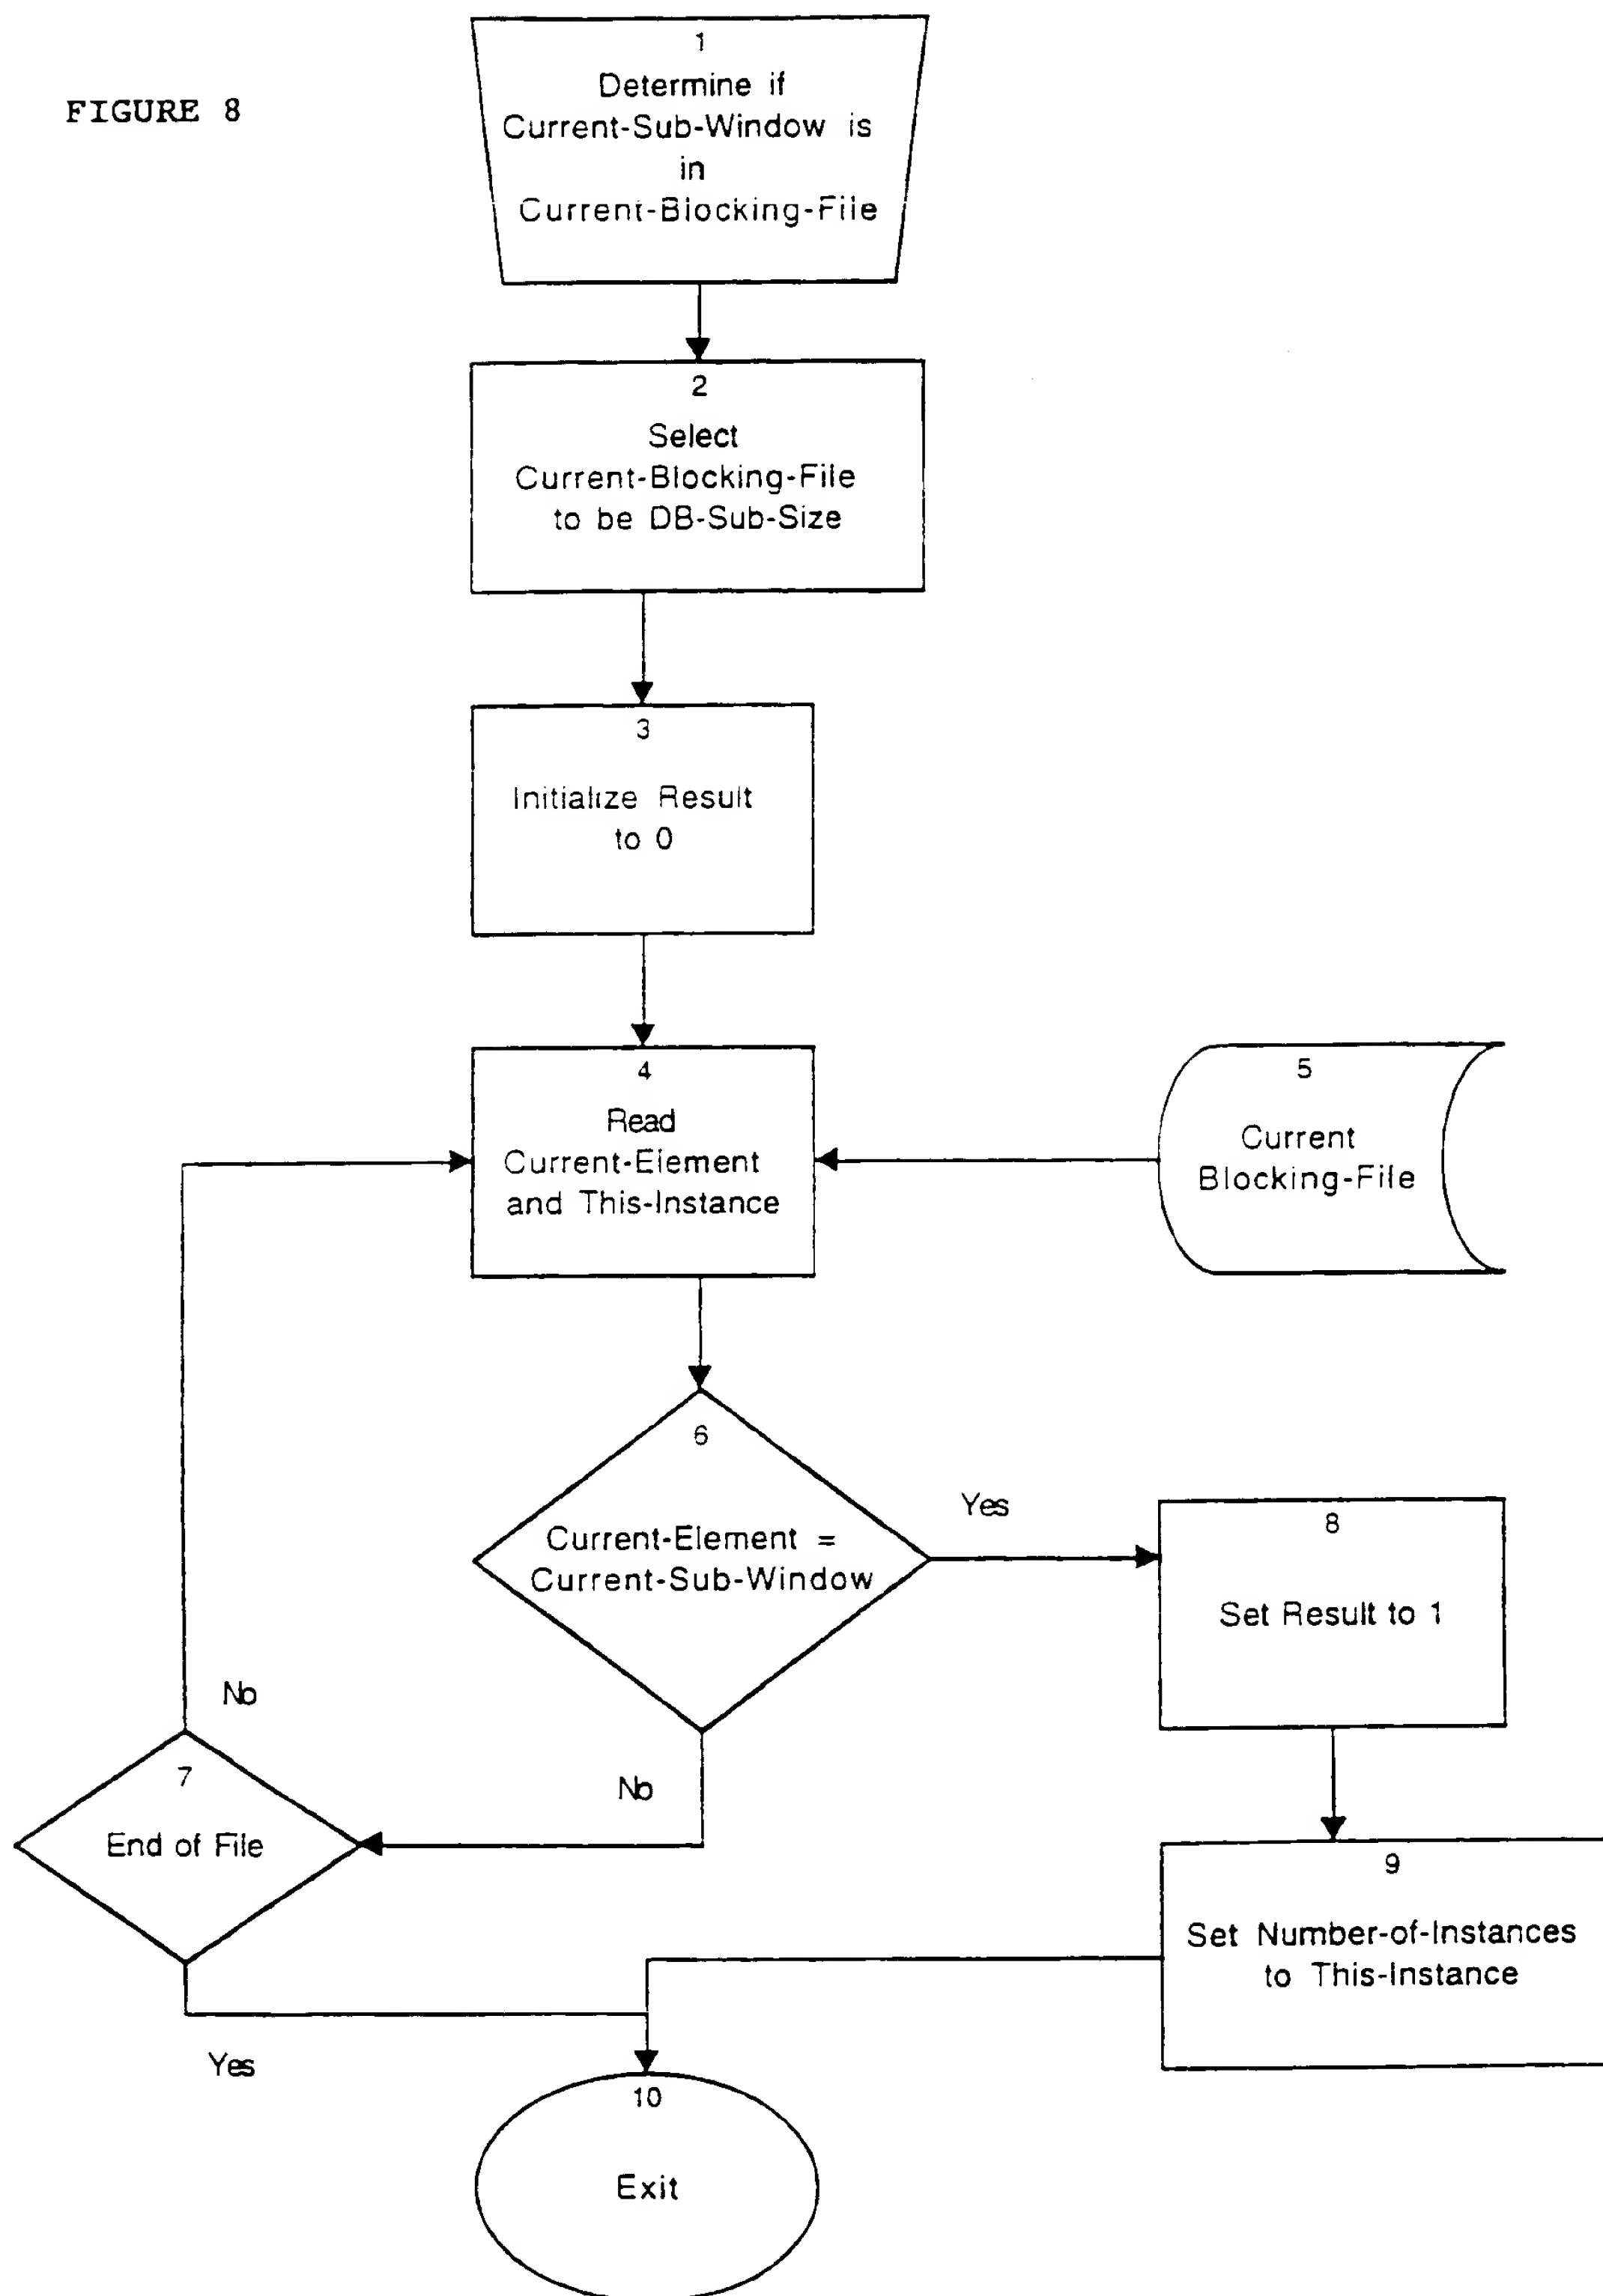 FIGURE 8
1
Determine if
Current-Sub-Window is
in
Current-Blocking-File
2
Select
Current-Blocking-File
to be DB-Sub-Size
3
Initialize Result
to 0
4
Read
Current-Element
and This-Instance
5
Current
Blocking-File
6
Current-Element =
Current-Sub-Window
Yes
8
Set Result to 1
No
7
End of File
No
9
Set Number-of-Instances
to This-Instance
Yes
10
Exit